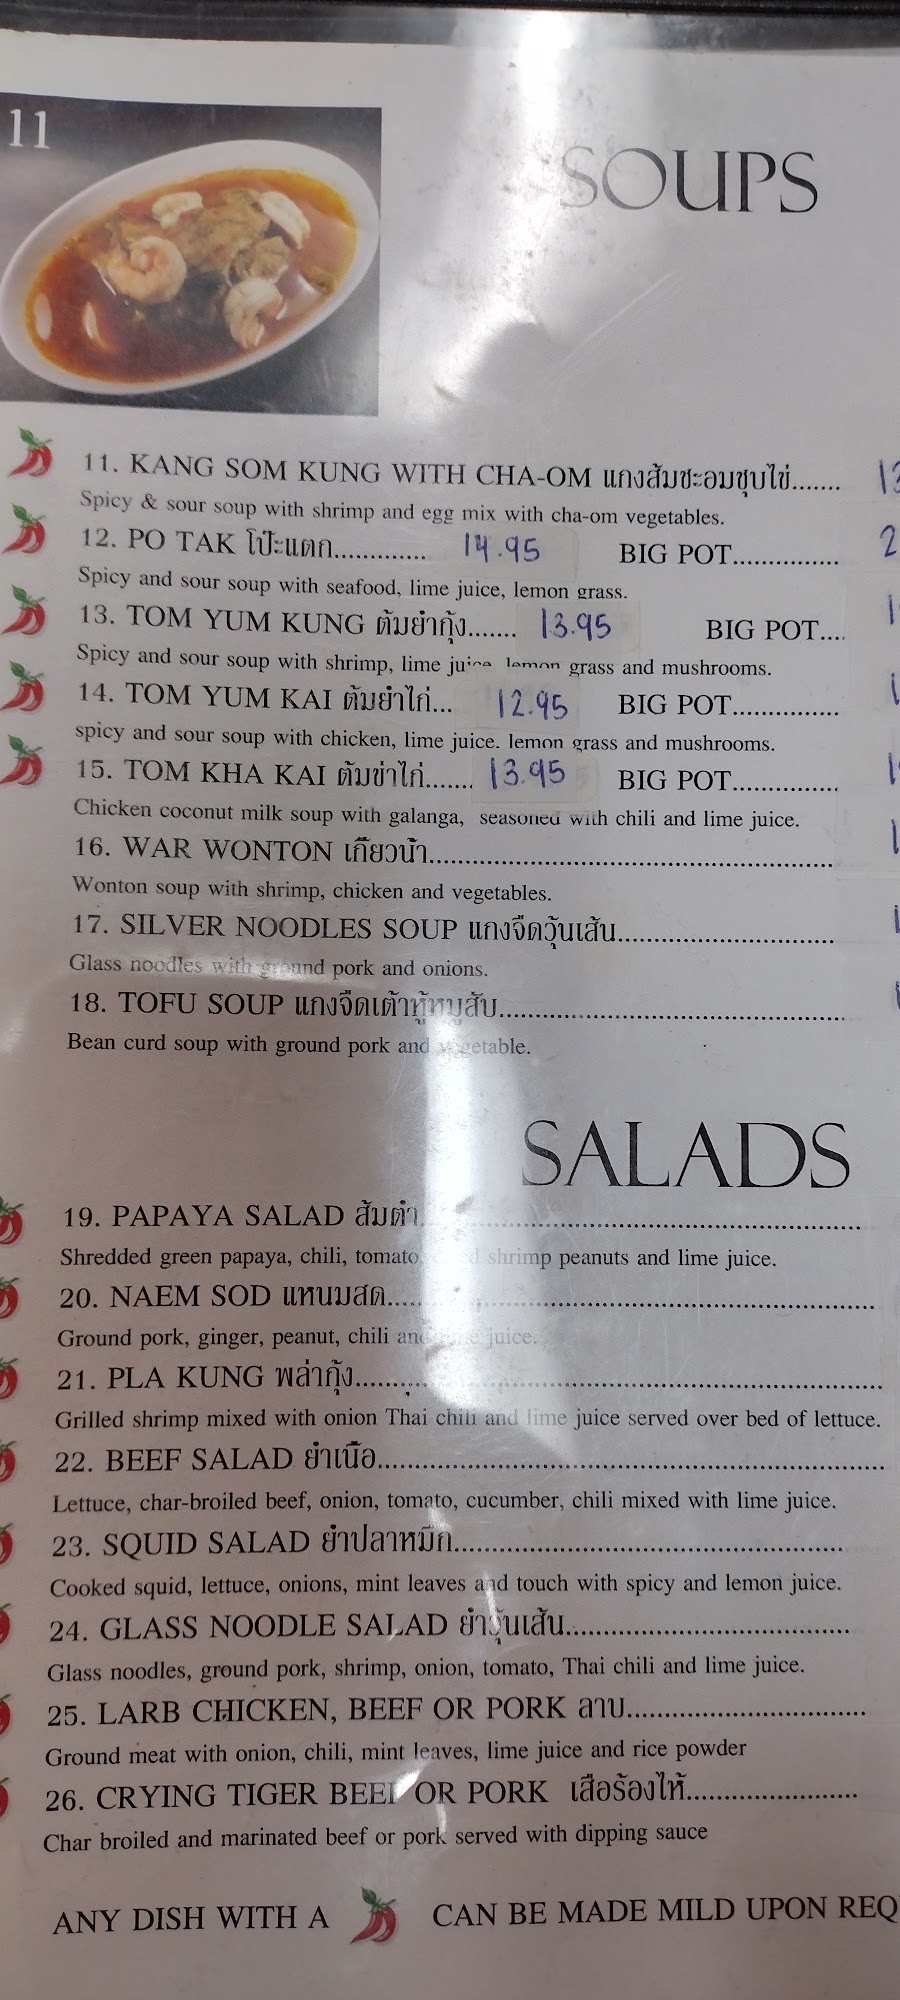 11
SOUPS
11. KANG SOM KUNG WITH CHA-OM แกงส้มชะอมชุบไข่.......
Spicy & sour soup with shrimp and egg mix with cha-om vegetables.
12. PO TAK โป๊ะแตก............. 14.95 BIG POT...............
Spicy and sour soup with seafood, lime juice, lemon grass.
13. TOM YUM KUNG ต้มยำกุ้ง....... 13.95 BIG POT....
Spicy and sour soup with shrimp, lime juice, lemon grass and mushrooms.
14. TOM YUM KAI ต้มยำไก่... 12.95 BIG POT...............
spicy and sour soup with chicken, lime juice. lemon grass and mushrooms.
15. TOM KHA KAI ต้มข่าไก่....... 13.95 BIG POT...............
Chicken coconut milk soup with galanga, seasoned with chili and lime juice.
16. WAR WONTON เกี๊ยวน้ำ.........................................................
Wonton soup with shrimp, chicken and vegetables.
17. SILVER NOODLES SOUP แกงจืดวุ้นเส้น..............................
Glass noodles with ground pork and onions.
18. TOFU SOUP แกงจืดเต้าหู้หมูสับ................................................
Bean curd soup with ground pork and vegetable.
SALADS
19. PAPAYA SALAD ส้มตำ...........................................................
Shredded green papaya, chili, tomato, shrimp peanuts and lime juice.
20. NAEM SOD แหนมสด...............................................................
Ground pork, ginger, peanut, chili and juice.
21. PLA KUNG พล่ากุ้ง......................................................................
Grilled shrimp mixed with onion Thai chili and lime juice served over bed of lettuce.
22. BEEF SALAD ยำเนื้อ....................................................................
Lettuce, char-broiled beef, onion, tomato, cucumber, chili mixed with lime juice.
23. SQUID SALAD ยำปลาหมึก.....................................................
Cooked squid, lettuce, onions, mint leaves and touch with spicy and lemon juice.
24. GLASS NOODLE SALAD ยำวุ้นเส้น.......................................
Glass noodles, ground pork, shrimp, onion, tomato, Thai chili and lime juice.
25. LARB CHICKEN, BEEF OR PORK ลาบ.................................
Ground meat with onion, chili, mint leaves, lime juice and rice powder
26. CRYING TIGER BEEF OR PORK เสือร้องไห้.......................
Char broiled and marinated beef or pork served with dipping sauce
ANY DISH WITH A CAN BE MADE MILD UPON